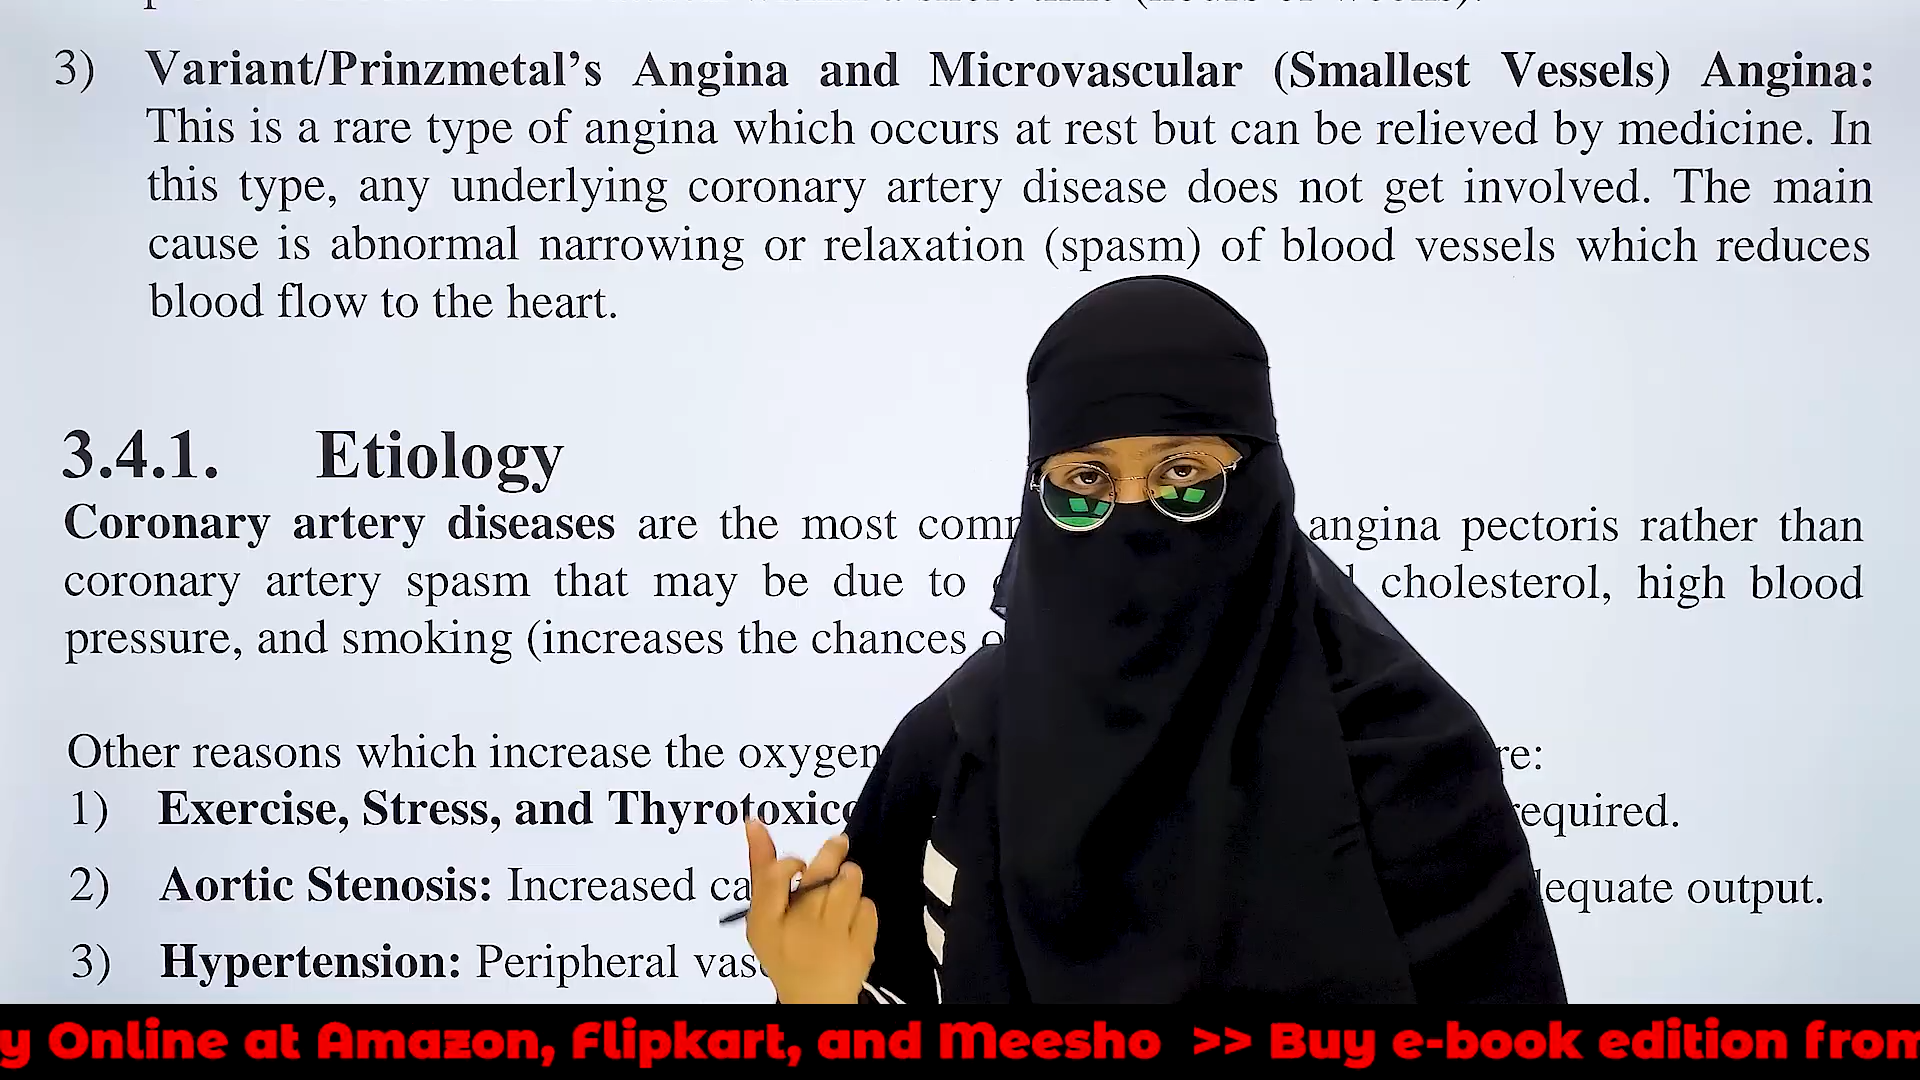 3) Variant/Prinzmetal's Angina and Microvascular (Smallest Vessels) Angina:
This is a rare type of angina which occurs at rest but can be relieved by medicine. In
this type, any underlying coronary artery disease does not get involved. The main
cause is abnormal narrowing or relaxation (spasm) of blood vessels which reduces
blood flow to the heart.
3.4.1. Etiology
Coronary artery diseases are the most angina pectoris rather than
coronary artery spasm that may be due to cholesterol, high blood
pressure, and smoking (increases the chances
Other reasons which increase the oxygen
1) Exercise, Stress, and required.
2) Aortic Stenosis: Increased output.
3) Hypertension: Peripheral
Online at Amazon, Flipkart, and Meesho >> Buy e-book edition from